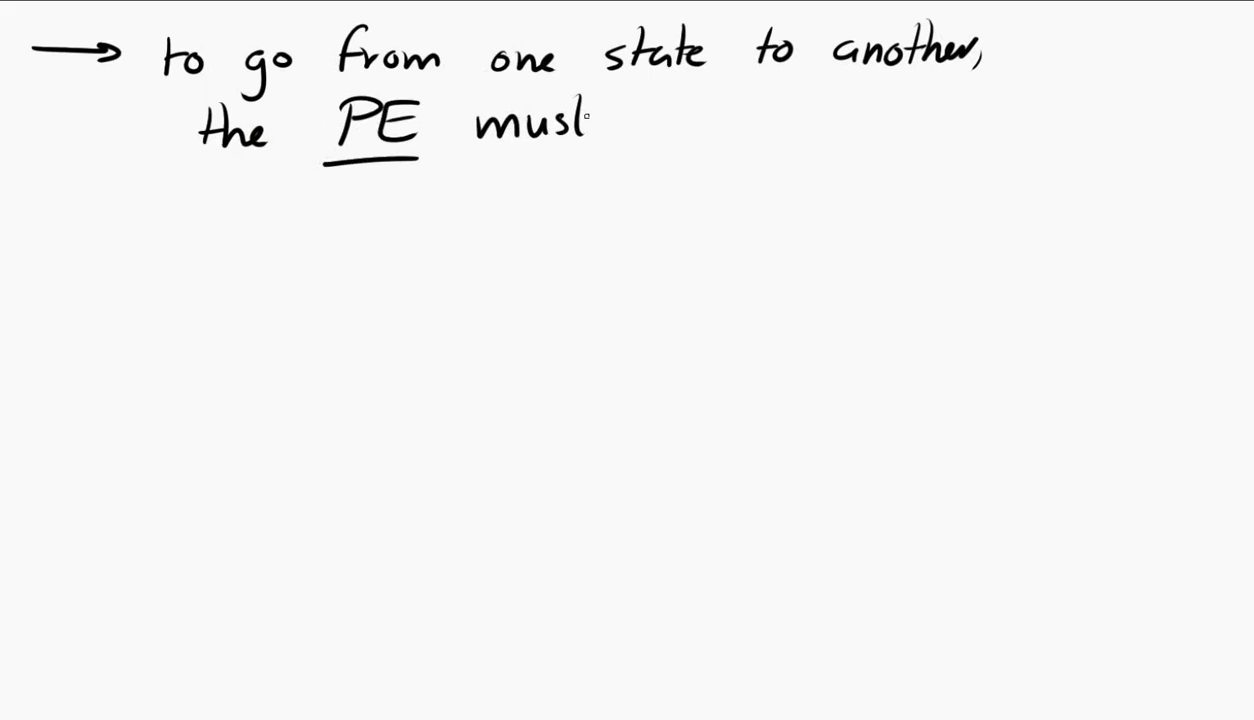 → to go from one state to another,
the PE must